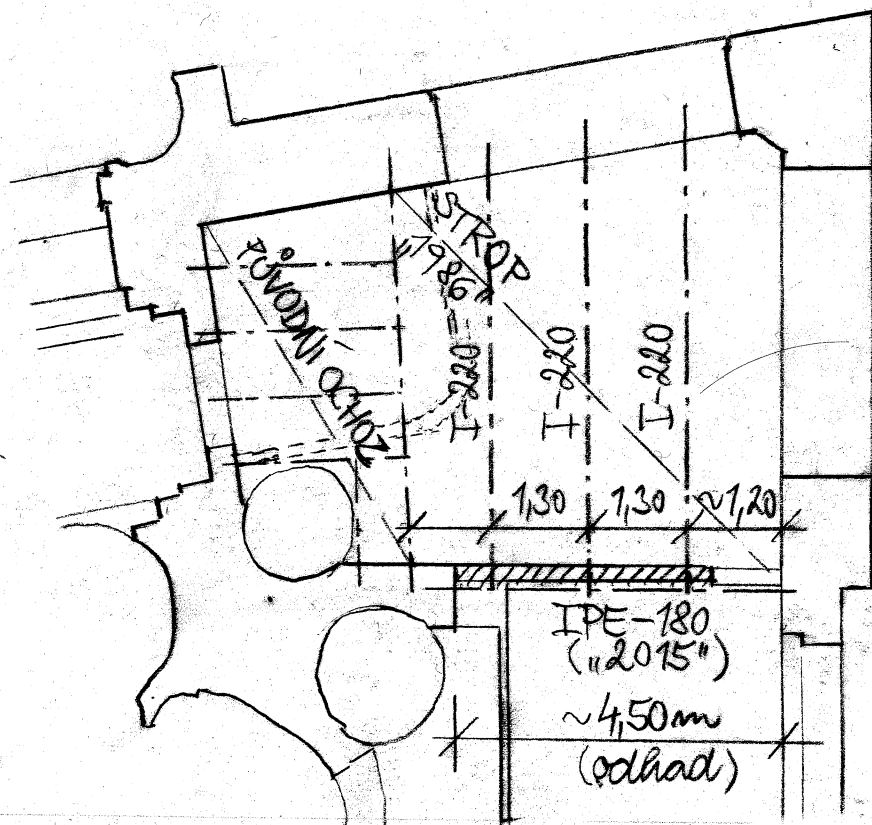 STROP
„1986"
PŮVODNÍ OCHOZ
I-220
I-220
I-220
1,30
1,30
~1,20
IPE-180
(„2015")
~4,50m
(odhad)